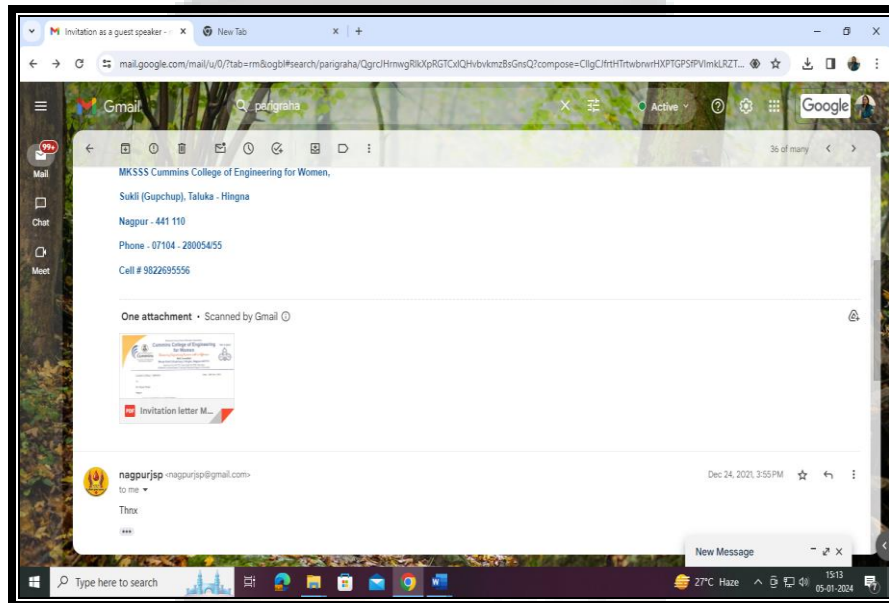 Invitation as a guest speaker -
New Tab
mail.google.com/mail/u/0/?tab=rm&ogbl#search/parigraha/QgrcJHrnwgRlkXpRGTCxlQHvbvkmzBsGnsQ?compose=CllgCJfrtHTrtwbrwrHXPTGPSfPVlmkLRZT...
Gmail
parigraha
Active
Google
99+
Mail
Chat
Meet
36 of many
MKSSS Cummins College of Engineering for Women,
Sukli (Gupchup), Taluka - Hingna
Nagpur - 441 110
Phone - 07104 - 280054/55
Cell # 9822695556
One attachment • Scanned by Gmail
Cummins College of Engineering
for Women
PDF Invitation letter M...
nagpurjsp <nagpurjsp@gmail.com>
Dec 24, 2021, 3:55 PM
to me
Thnx
New Message
Type here to search
27°C Haze
15:13
05-01-2024